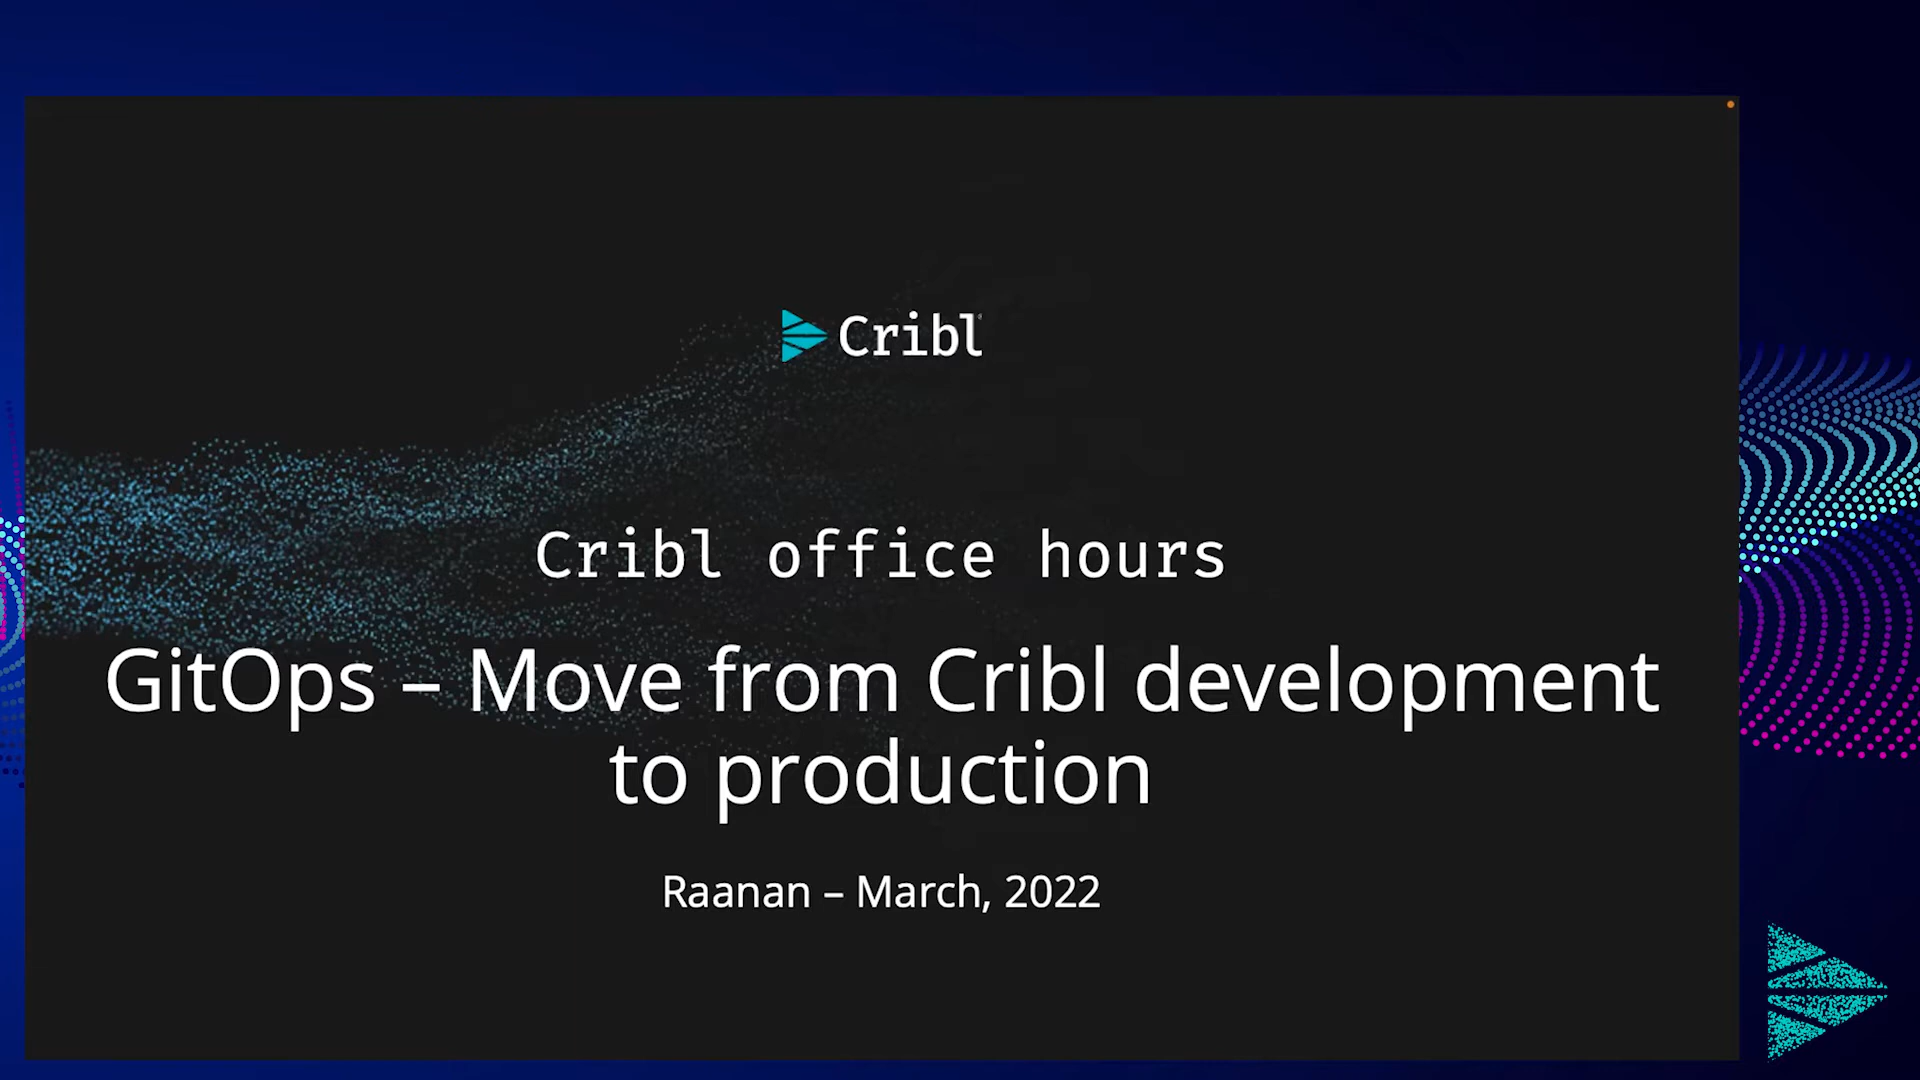 Cribl
Cribl office hours
GitOps – Move from Cribl development
to production
Raanan – March, 2022